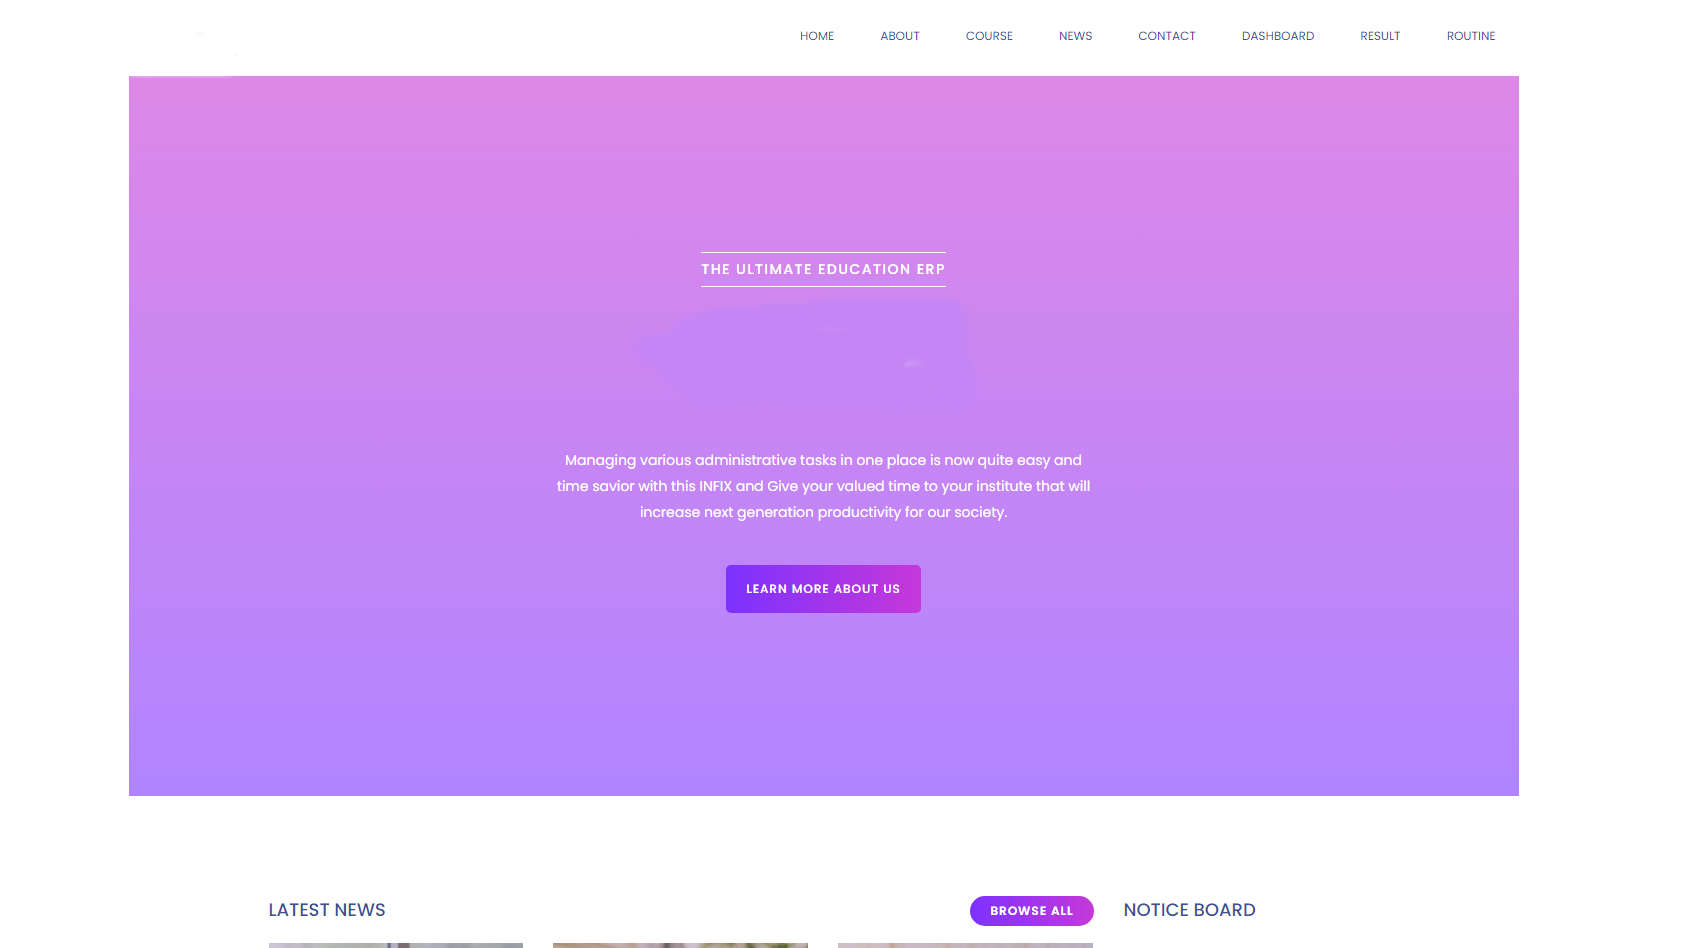 HOME ABOUT COURSE NEWS CONTACT DASHBOARD RESULT ROUTINE
THE ULTIMATE EDUCATION ERP
Managing various administrative tasks in one place is now quite easy and
time savior with this INFIX and Give your valued time to your institute that will
increase next generation productivity for our society.
LEARN MORE ABOUT US
LATEST NEWS
BROWSE ALL
NOTICE BOARD